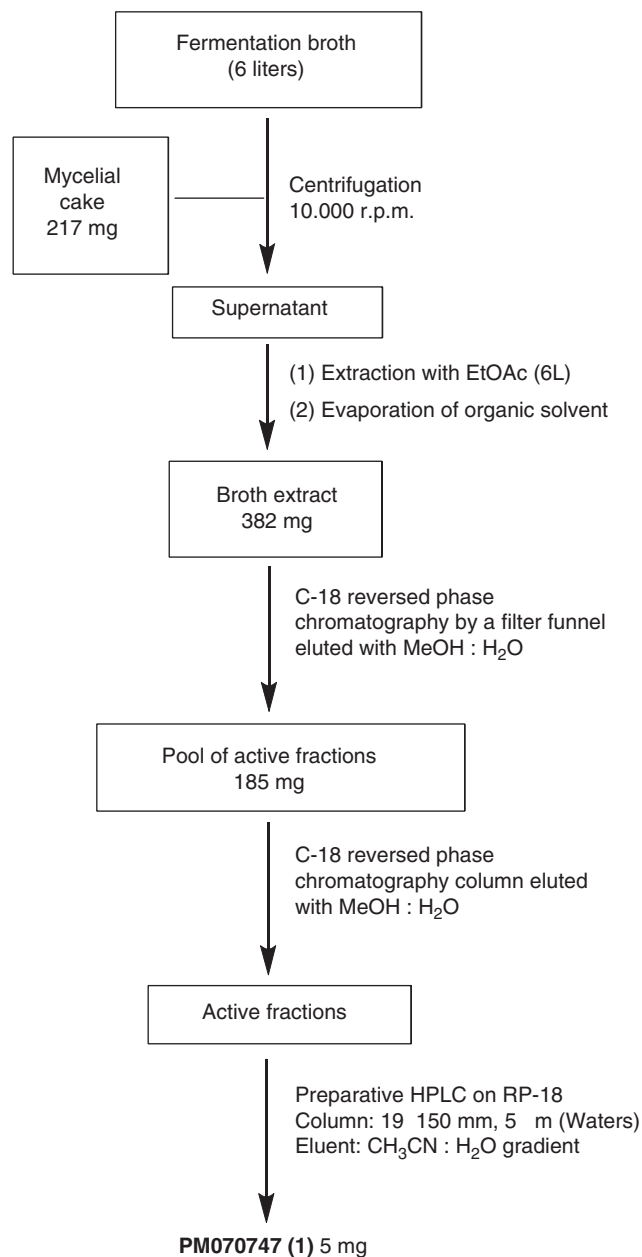 Fermentation broth
(6 liters)
Mycelial
cake
217 mg
Centrifugation
10.000 r.p.m.
Supernatant
(1) Extraction with EtOAc (6L)
(2) Evaporation of organic solvent
Broth extract
382 mg
C-18 reversed phase
chromatography by a filter funnel
eluted with MeOH : H₂O
Pool of active fractions
185 mg
C-18 reversed phase
chromatography column eluted
with MeOH : H₂O
Active fractions
Preparative HPLC on RP-18
Column: 19 150 mm, 5 m (Waters)
Eluent: CH₃CN : H₂O gradient
PM070747 (1) 5 mg